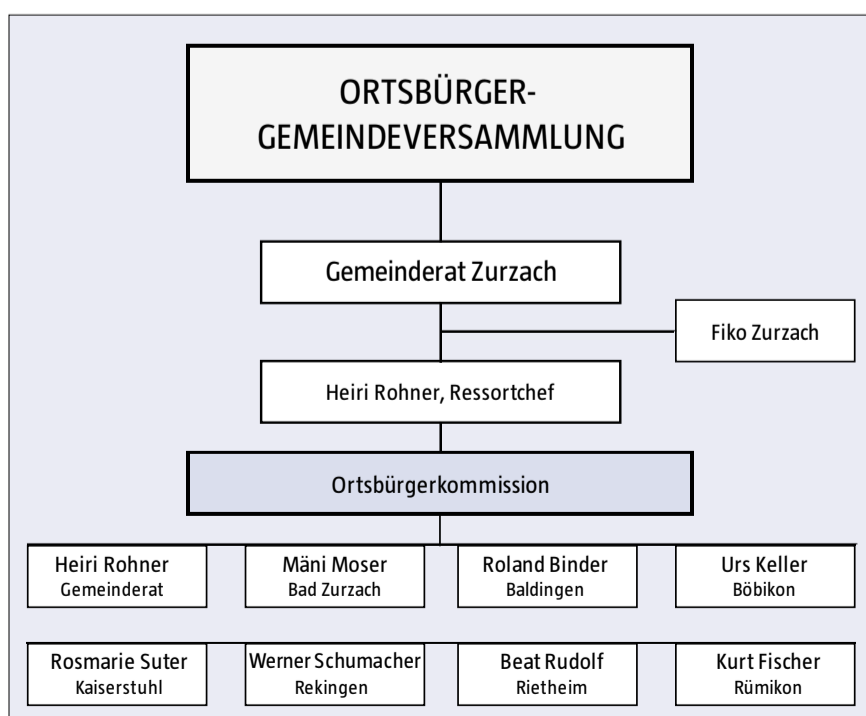 ORTSBÜRGER-
GEMEINDEVERSAMMLUNG
Gemeinderat Zurzach
Fiko Zurzach
Heiri Rohner, Ressortchef
Ortsbürgerkommission
Heiri Rohner
Gemeinderat
Mäni Moser
Bad Zurzach
Roland Binder
Baldingen
Urs Keller
Böbikon
Rosmarie Suter
Kaiserstuhl
Werner Schumacher
Rekingen
Beat Rudolf
Rietheim
Kurt Fischer
Rümikon